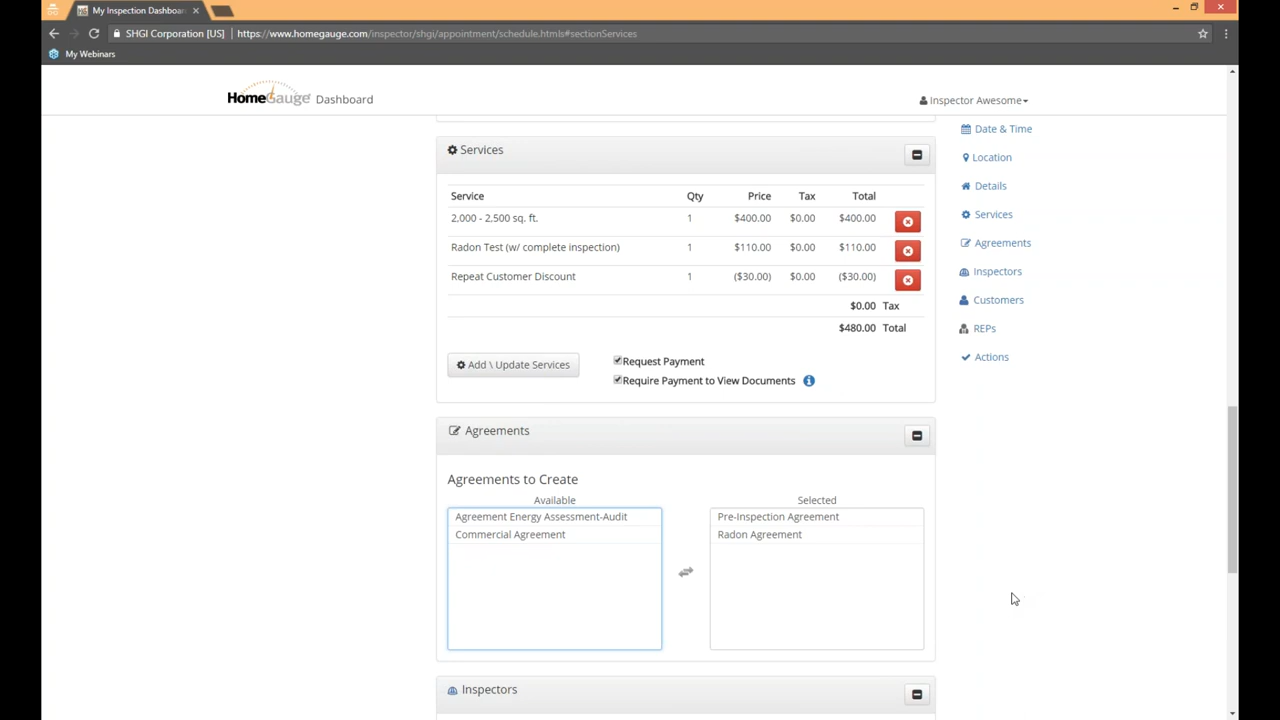 My Inspection Dashboa
SHGI Corporation [US] https://www.homegauge.com/inspector/shgi/appointment/schedule.htmls#sectionServices
My Webinars
HomeGauge Dashboard
Inspector Awesome
Services
Service Qty Price Tax Total
2,000 - 2,500 sq. ft. 1 $400.00 $0.00 $400.00
Radon Test (w/ complete inspection) 1 $110.00 $0.00 $110.00
Repeat Customer Discount 1 ($30.00) $0.00 ($30.00)
$0.00 Tax
$480.00 Total
Add \ Update Services
Request Payment
Require Payment to View Documents
Agreements
Agreements to Create
Available
Agreement Energy Assessment-Audit
Commercial Agreement
Selected
Pre-Inspection Agreement
Radon Agreement
Inspectors
Date & Time
Location
Details
Services
Agreements
Inspectors
Customers
REPs
Actions